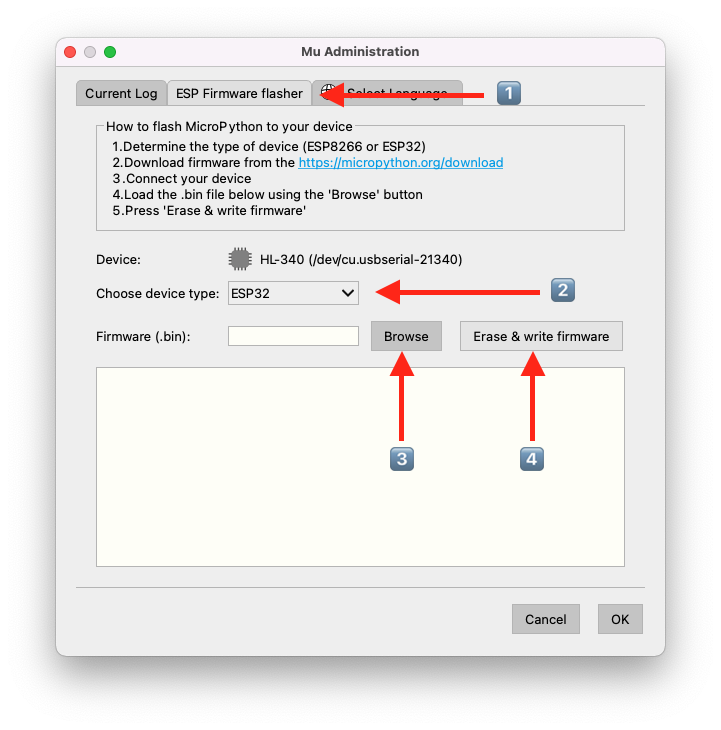 Mu Administration
Current Log
ESP Firmware flasher
Select Language
1
How to flash MicroPython to your device
1.Determine the type of device (ESP8266 or ESP32)
2.Download firmware from the https://micropython.org/download
3.Connect your device
4.Load the .bin file below using the 'Browse' button
5.Press 'Erase & write firmware'
Device:
HL-340 (/dev/cu.usbserial-21340)
Choose device type:
ESP32
2
Firmware (.bin):
Browse
Erase & write firmware
3
4
Cancel
OK